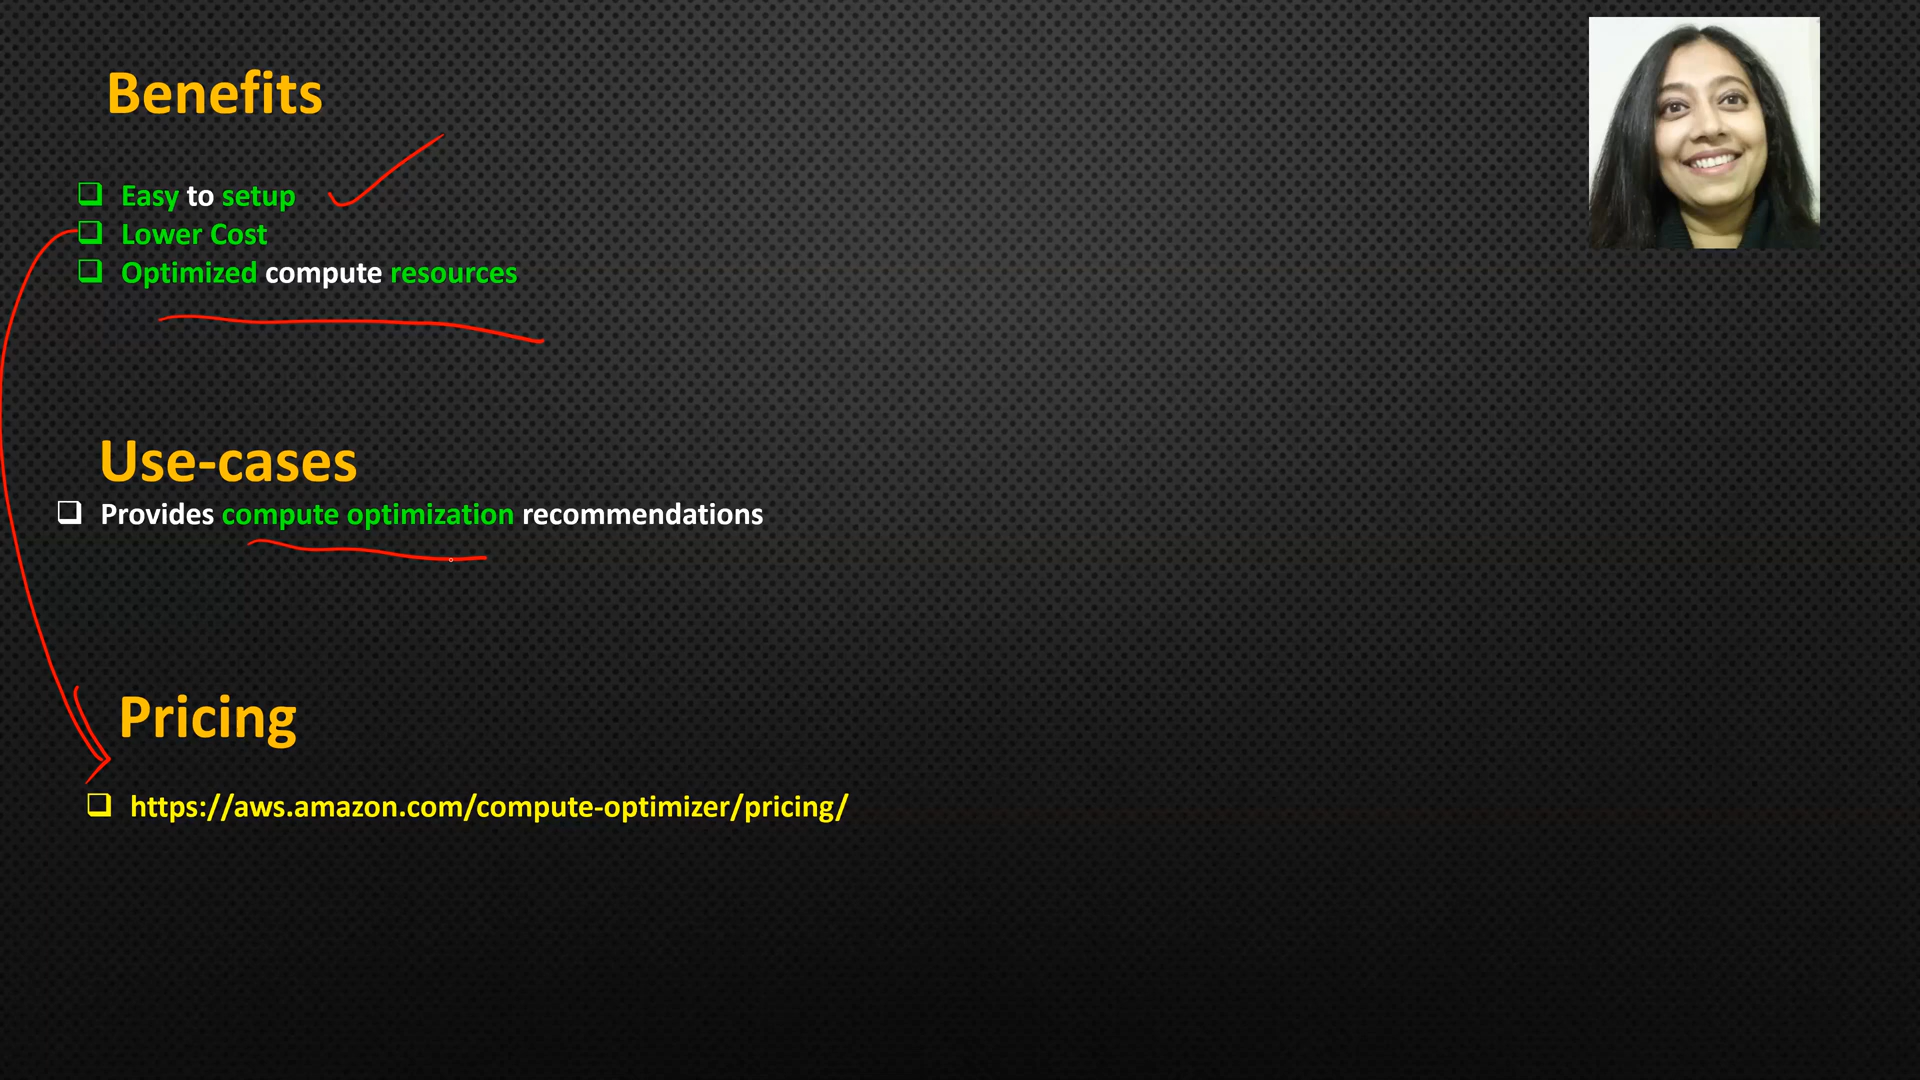 Benefits
Easy to setup
Lower Cost
Optimized compute resources
Use-cases
Provides compute optimization recommendations
Pricing
https://aws.amazon.com/compute-optimizer/pricing/